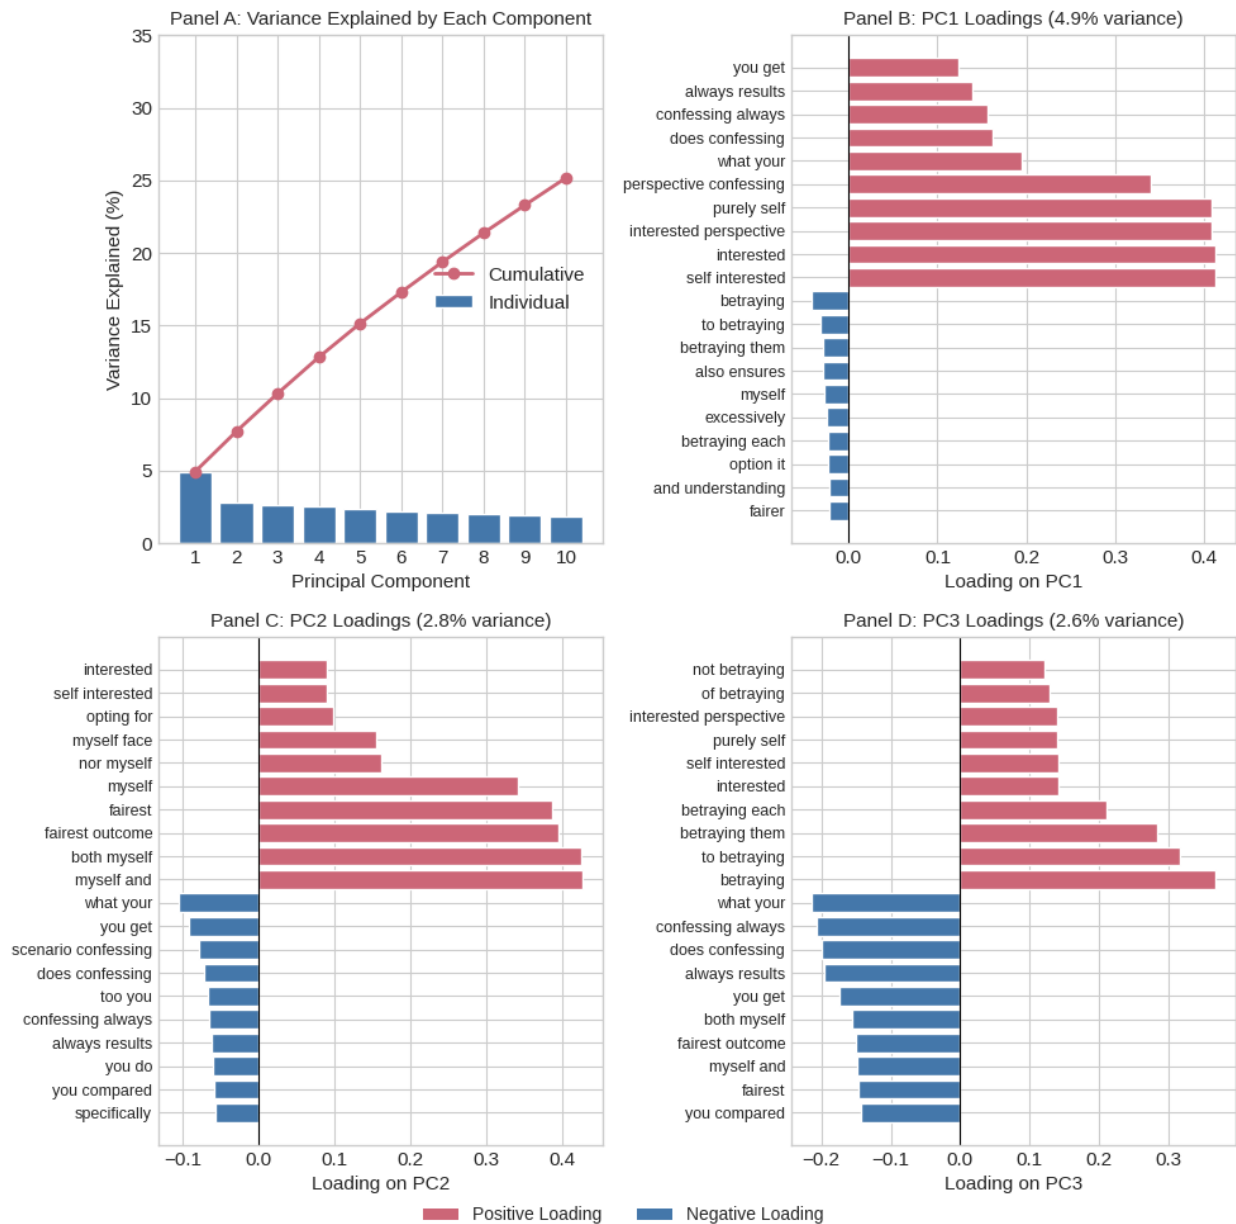 Panel A: Variance Explained by Each Component
35
30
25
20
15
10
5
0
Variance Explained (%)
Cumulative
Individual
1 2 3 4 5 6 7 8 9 10
Principal Component
Panel B: PC1 Loadings (4.9% variance)
you get
always results
confessing always
does confessing
what your
perspective confessing
purely self
interested perspective
interested
self interested
betraying
to betraying
betraying them
also ensures
myself
excessively
betraying each
option it
and understanding
fairer
0.0 0.1 0.2 0.3 0.4
Loading on PC1
Panel C: PC2 Loadings (2.8% variance)
interested
self interested
opting for
myself face
nor myself
myself
fairest
fairest outcome
both myself
myself and
what your
you get
scenario confessing
does confessing
too you
confessing always
always results
you do
you compared
specifically
−0.1 0.0 0.1 0.2 0.3 0.4
Loading on PC2
Panel D: PC3 Loadings (2.6% variance)
not betraying
of betraying
interested perspective
purely self
self interested
interested
betraying each
betraying them
to betraying
betraying
what your
confessing always
does confessing
always results
you get
both myself
fairest outcome
myself and
fairest
you compared
−0.2 −0.1 0.0 0.1 0.2 0.3
Loading on PC3
Positive Loading
Negative Loading